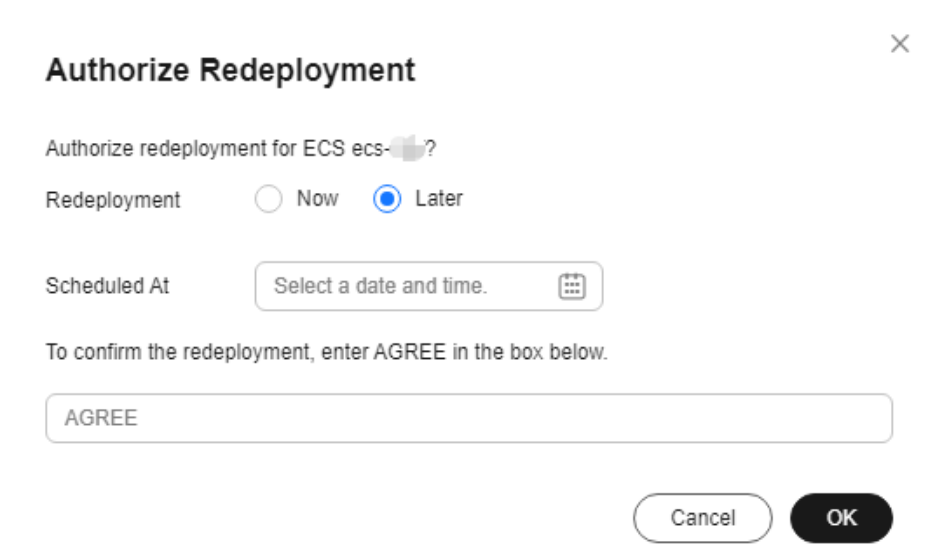 Authorize Redeployment
Authorize redeployment for ECS ecs-?
Redeployment Now Later
Scheduled At Select a date and time.
To confirm the redeployment, enter AGREE in the box below.
AGREE
Cancel OK